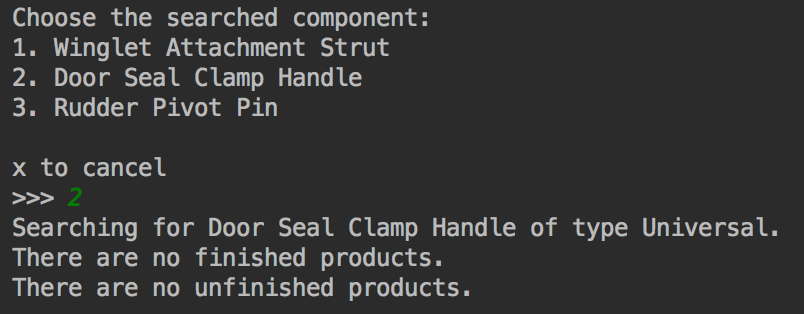 Choose the searched component:
1. Winglet Attachment Strut
2. Door Seal Clamp Handle
3. Rudder Pivot Pin
x to cancel
>>> 2
Searching for Door Seal Clamp Handle of type Universal.
There are no finished products.
There are no unfinished products.